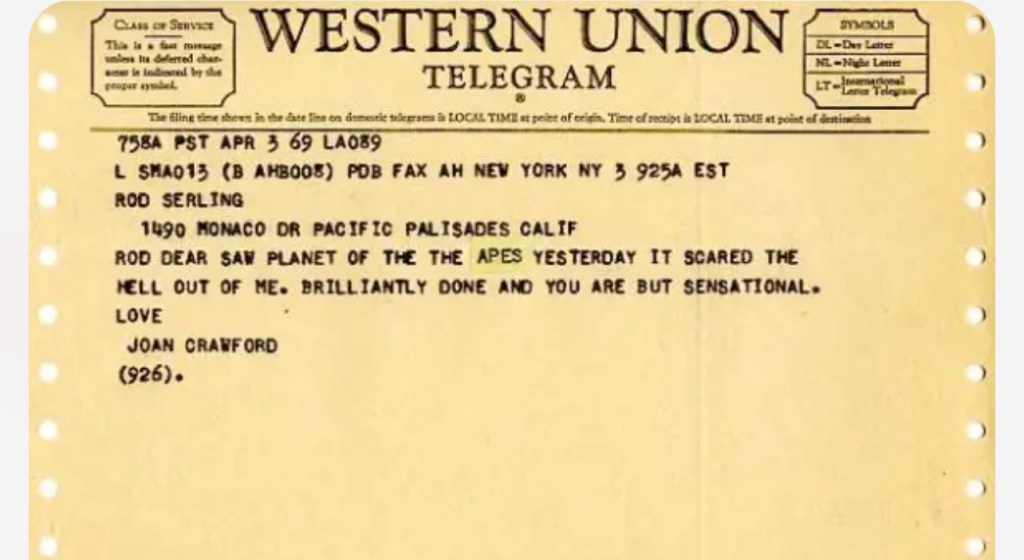 CLASS OF SERVICE
This is a fast message
unless its deferred char-
acter is indicated by the
proper symbol.
WESTERN UNION
TELEGRAM
SYMBOLS
DL=Day Letter
NL=Night Letter
LT=International
Letter Telegram
The filing time shown in the date line on domestic telegrams is LOCAL TIME at point of origin. Time of receipt is LOCAL TIME at point of destination
758A PST APR 3 69 LA089
L SMA013 (B AHB008) PDB FAX AH NEW YORK NY 3 925A EST
ROD SERLING
1490 MONACO DR PACIFIC PALISADES CALIF
ROD DEAR SAW PLANET OF THE THE APES YESTERDAY IT SCARED THE
HELL OUT OF ME. BRILLIANTLY DONE AND YOU ARE BUT SENSATIONAL.
LOVE
JOAN CRAWFORD
(926).